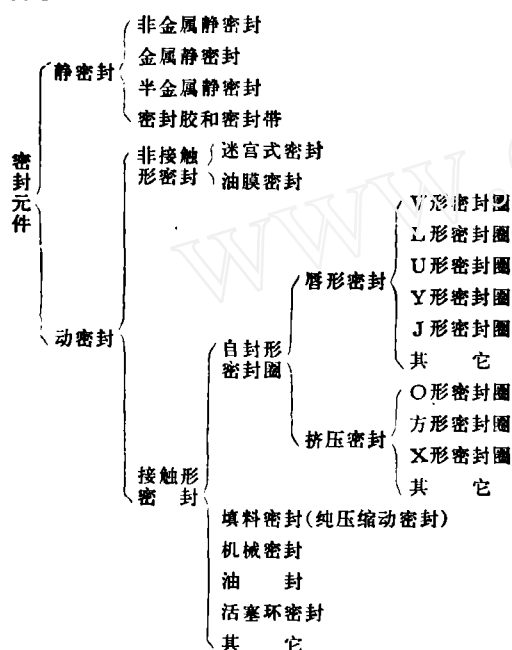 非金属静密封
金属静密封
静密封
半金属静密封
密封胶和密封带
密封元件
非接触
形密封
迷宫式密封
油膜密封
动密封
V形密封圈
L形密封圈
U形密封圈
唇形密封
Y形密封圈
J形密封圈
其 它
自封形
密封圈
O形密封圈
方形密封圈
挤压密封
X形密封圈
其 它
接触形
密 封
填料密封(纯压缩动密封)
机械密封
油 封
活塞环密封
其 它
www.